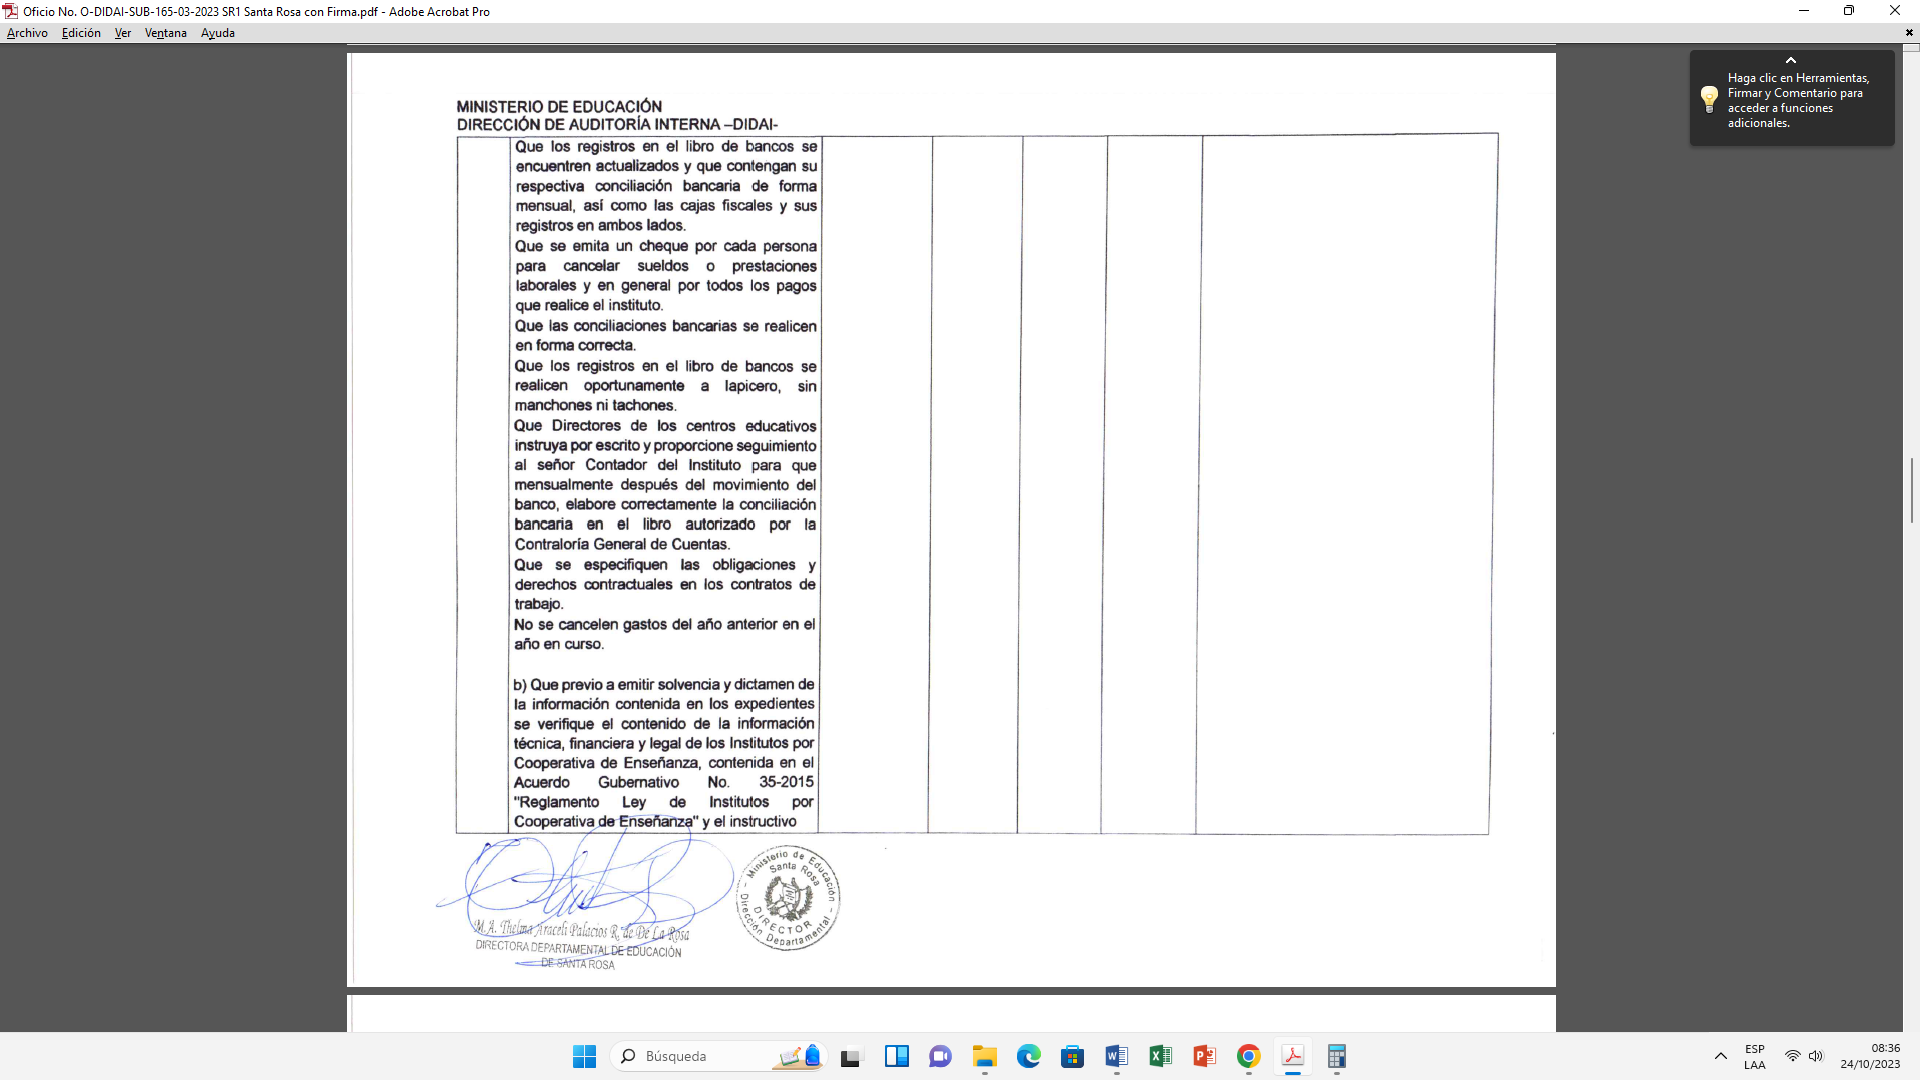 Oficio No. O-DIDAI-SUB-165-03-2023 SR1 Santa Rosa con Firma.pdf - Adobe Acrobat Pro
Archivo Edición Ver Ventana Ayuda
Haga clic en Herramientas,
Firmar y Comentario para
acceder a funciones
adicionales.
MINISTERIO DE EDUCACIÓN
DIRECCIÓN DE AUDITORÍA INTERNA –DIDAI-
Que los registros en el libro de bancos se
encuentren actualizados y que contengan su
respectiva conciliación bancaria de forma
mensual, así como las cajas fiscales y sus
registros en ambos lados.
Que se emita un cheque por cada persona
para cancelar sueldos o prestaciones
laborales y en general por todos los pagos
que realice el instituto.
Que las conciliaciones bancarias se realicen
en forma correcta.
Que los registros en el libro de bancos se
realicen oportunamente a lapicero, sin
manchones ni tachones.
Que Directores de los centros educativos
instruya por escrito y proporcione seguimiento
al señor Contador del Instituto para que
mensualmente después del movimiento del
banco, elabore correctamente la conciliación
bancaria en el libro autorizado por la
Contraloría General de Cuentas.
Que se especifiquen las obligaciones y
derechos contractuales en los contratos de
trabajo.
No se cancelen gastos del año anterior en el
año en curso.
b) Que previo a emitir solvencia y dictamen de
la información contenida en los expedientes
se verifique el contenido de la información
técnica, financiera y legal de los Institutos por
Cooperativa de Enseñanza, contenida en el
Acuerdo Gubernativo No. 35-2015
"Reglamento Ley de Institutos por
Cooperativa de Enseñanza" y el instructivo
M.A. Thelma Araceli Palacios R. de De La Rosa
DIRECTORA DEPARTAMENTAL DE EDUCACIÓN
DE SANTA ROSA
Ministerio de Educación
Santa Rosa
DIRECTOR
Dirección Departamental
Búsqueda
ESP
LAA
08:36
24/10/2023